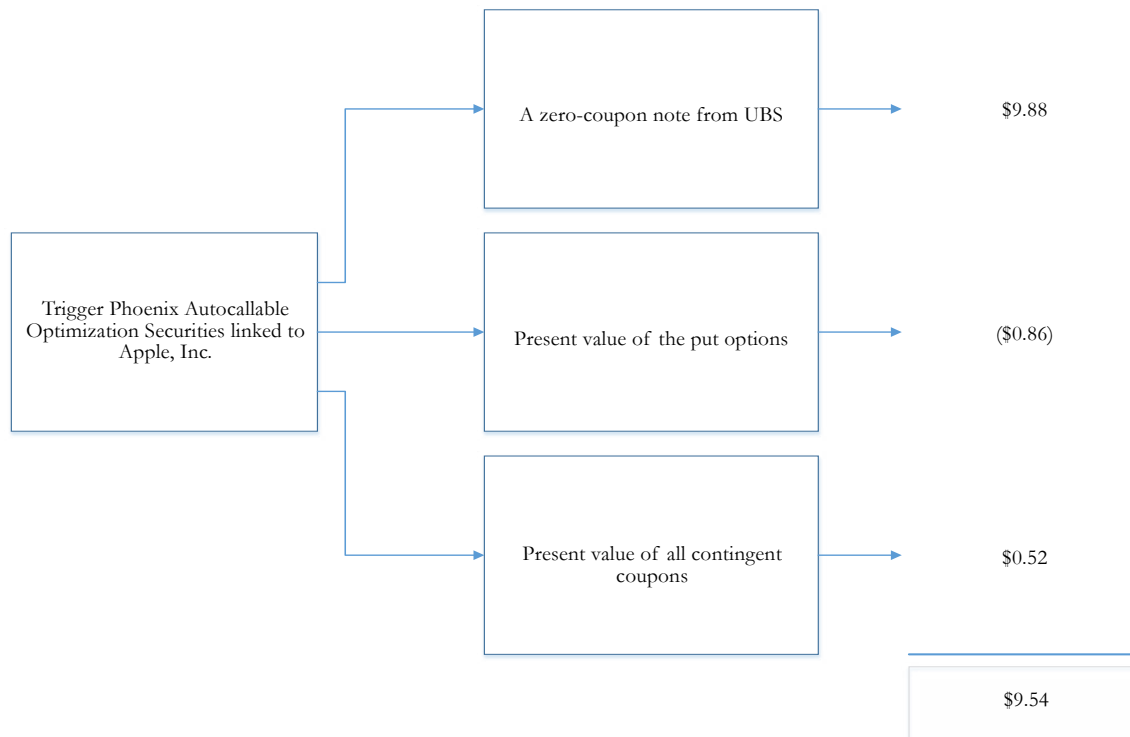 A zero-coupon note from UBS
$9.88
Trigger Phoenix Autocallable
Optimization Securities linked to
Apple, Inc.
Present value of the put options
($0.86)
Present value of all contingent
coupons
$0.52
$9.54